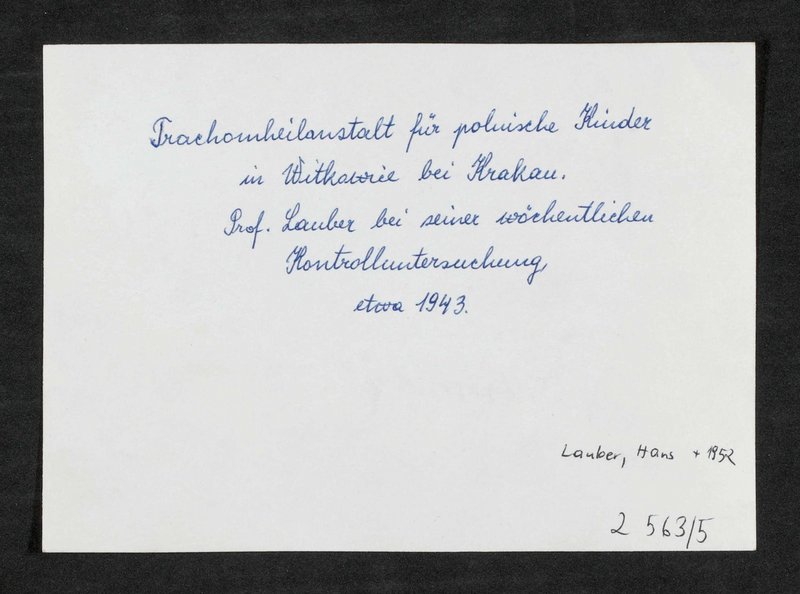 Trachomheilanstalt für polnische Kinder
in Witkowie bei Krakau.
Prof. Lauber bei seiner wöchentlichen
Kontrolluntersuchung
etwa 1943.
Lauber, Hans + 1952
2 563/5